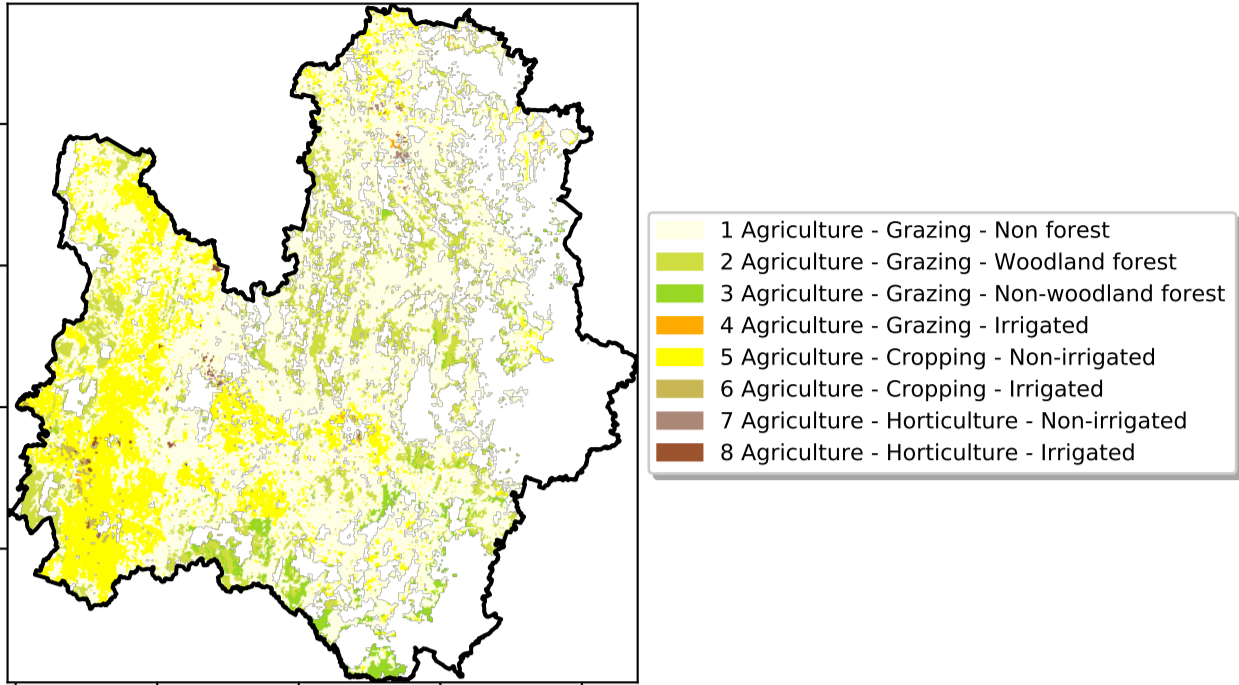 1 Agriculture - Grazing - Non forest
2 Agriculture - Grazing - Woodland forest
3 Agriculture - Grazing - Non-woodland forest
4 Agriculture - Grazing - Irrigated
5 Agriculture - Cropping - Non-irrigated
6 Agriculture - Cropping - Irrigated
7 Agriculture - Horticulture - Non-irrigated
8 Agriculture - Horticulture - Irrigated